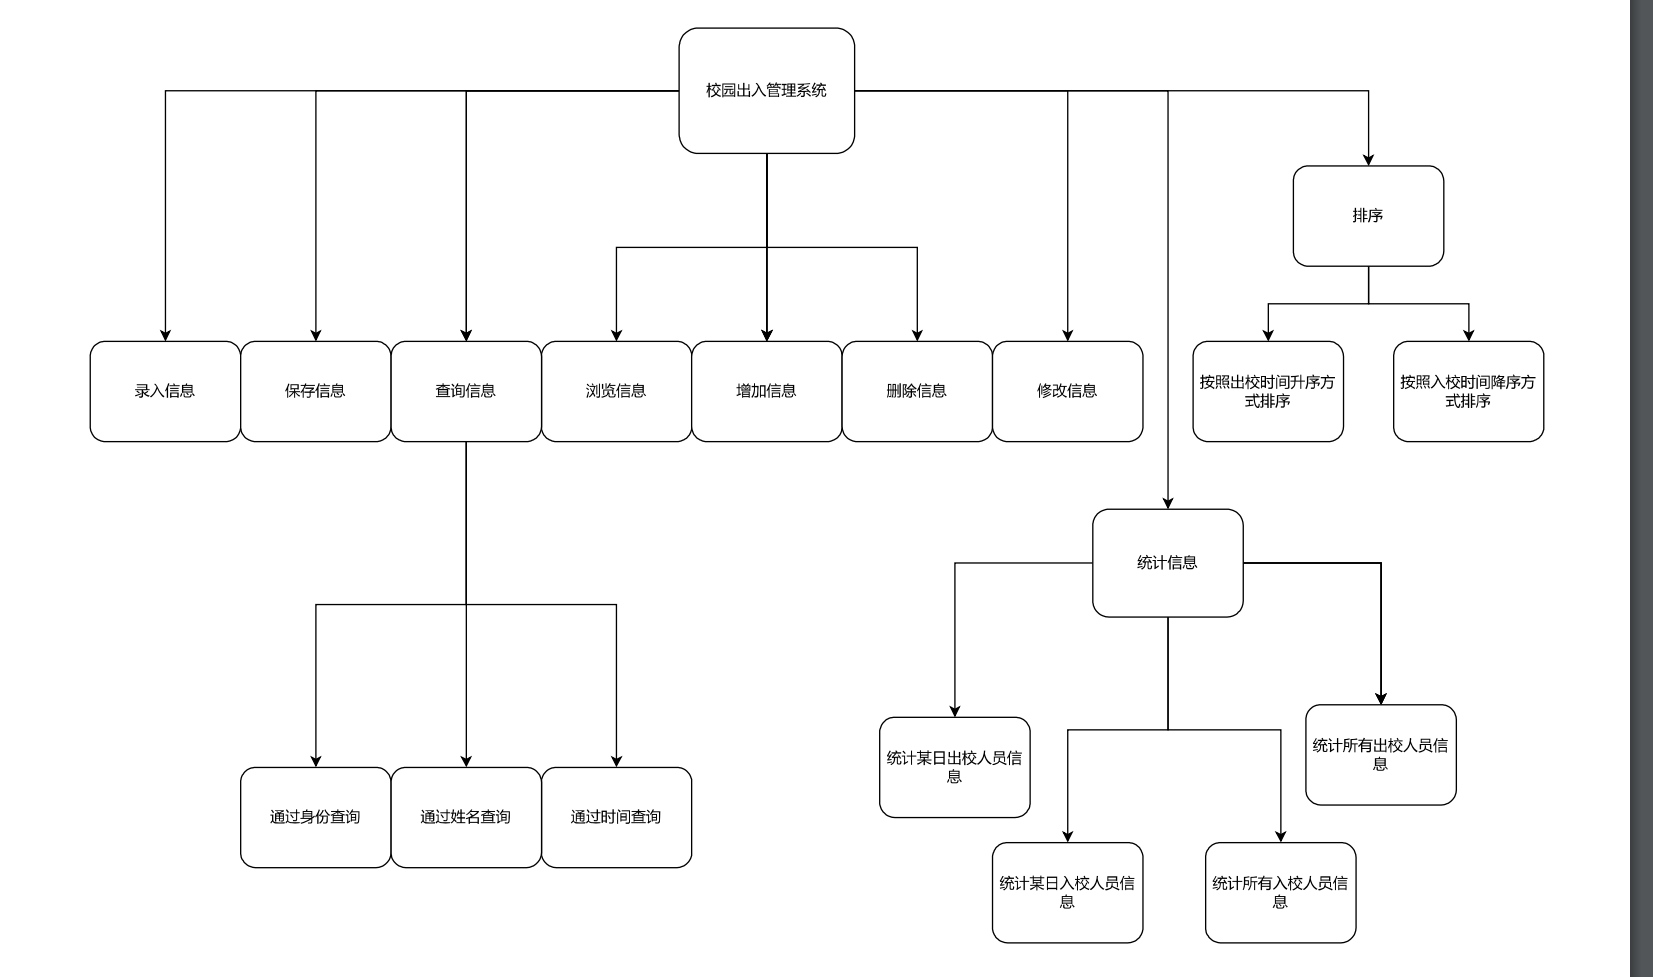 校园出入管理系统
排序
录入信息
保存信息
查询信息
浏览信息
增加信息
删除信息
修改信息
按照出校时间升序方
式排序
按照入校时间降序方
式排序
统计信息
统计某日出校人员信
息
统计所有出校人员信
息
通过身份查询
通过姓名查询
通过时间查询
统计某日入校人员信
息
统计所有入校人员信
息